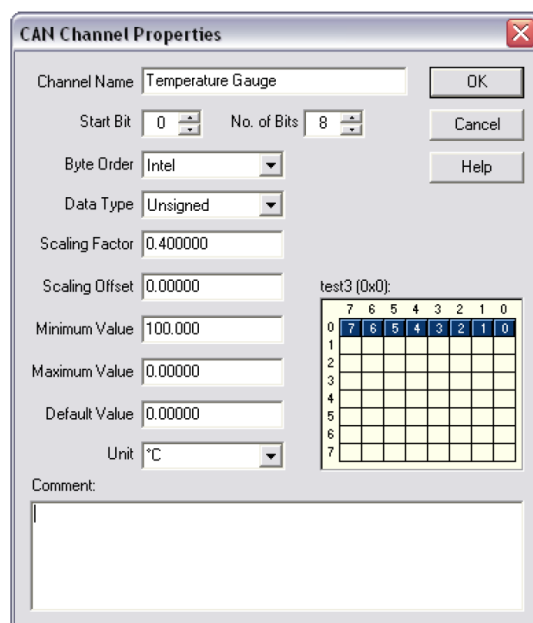 CAN Channel Properties
Channel Name Temperature Gauge OK
Start Bit 0 No. of Bits 8 Cancel
Byte Order Intel Help
Data Type Unsigned
Scaling Factor 0.400000
Scaling Offset 0.00000 test3 (0x0):
Minimum Value 100.000
Maximum Value 0.00000
Default Value 0.00000
Unit °C
7 6 5 4 3 2 1 0
0 7 6 5 4 3 2 1 0
1
2
3
4
5
6
7
Comment: